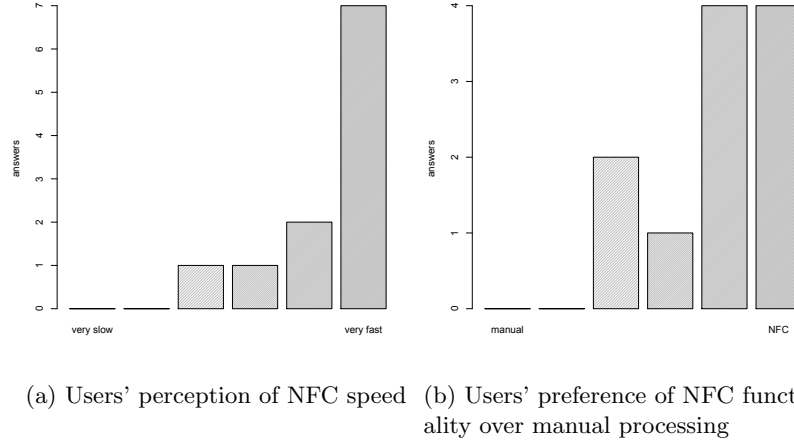 answers
0
1
2
3
4
5
6
7
very slow
very fast
answers
0
1
2
3
4
manual
NFC
(a) Users' perception of NFC speed
(b) Users' preference of NFC funct
ality over manual processing